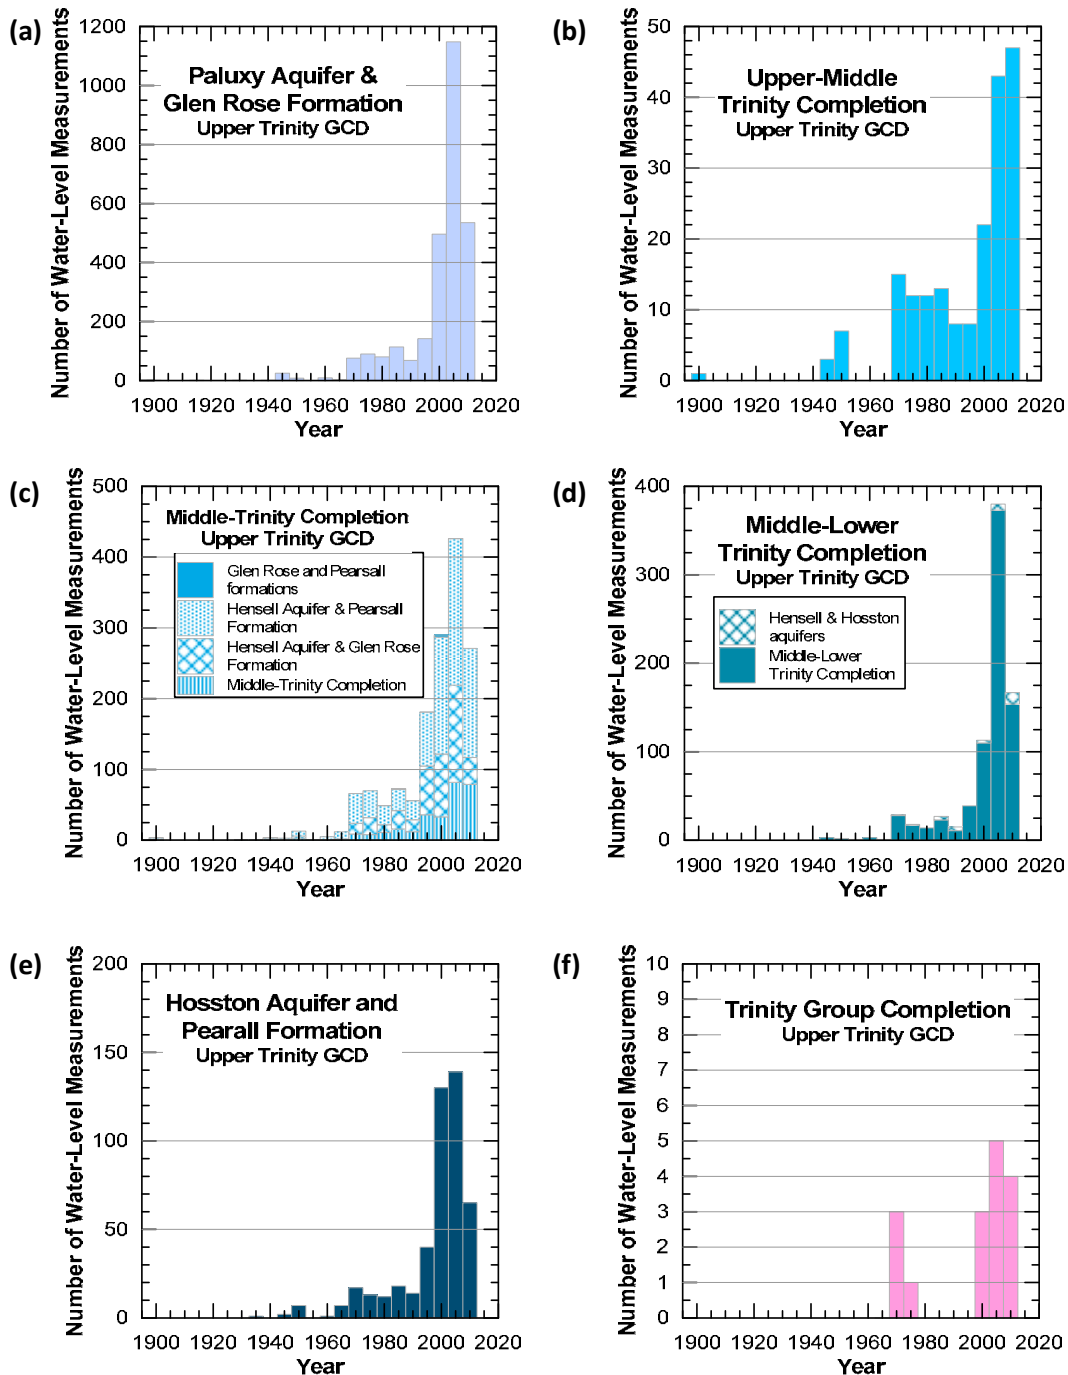 (a)
Number of Water-Level Measurements
1200
1000
800
600
400
200
0
Paluxy Aquifer &
Glen Rose Formation
Upper Trinity GCD
1900 1920 1940 1960 1980 2000 2020
Year
(b)
Number of Water-Level Measurements
50
40
30
20
10
0
Upper-Middle
Trinity Completion
Upper Trinity GCD
1900 1920 1940 1960 1980 2000 2020
Year
(c)
Number of Water-Level Measurements
500
400
300
200
100
0
Middle-Trinity Completion
Upper Trinity GCD
Glen Rose and Pearsall
formations
Hensell Aquifer & Pearsall
Formation
Hensell Aquifer & Glen Rose
Formation
Middle-Trinity Completion
1900 1920 1940 1960 1980 2000 2020
Year
(d)
Number of Water-Level Measurements
400
300
200
100
0
Middle-Lower
Trinity Completion
Upper Trinity GCD
Hensell & Hosston
aquifers
Middle-Lower
Trinity Completion
1900 1920 1940 1960 1980 2000 2020
Year
(e)
Number of Water-Level Measurements
200
150
100
50
0
Hosston Aquifer and
Pearall Formation
Upper Trinity GCD
1900 1920 1940 1960 1980 2000 2020
Year
(f)
Number of Water-Level Measurements
10
9
8
7
6
5
4
3
2
1
0
Trinity Group Completion
Upper Trinity GCD
1900 1920 1940 1960 1980 2000 2020
Year